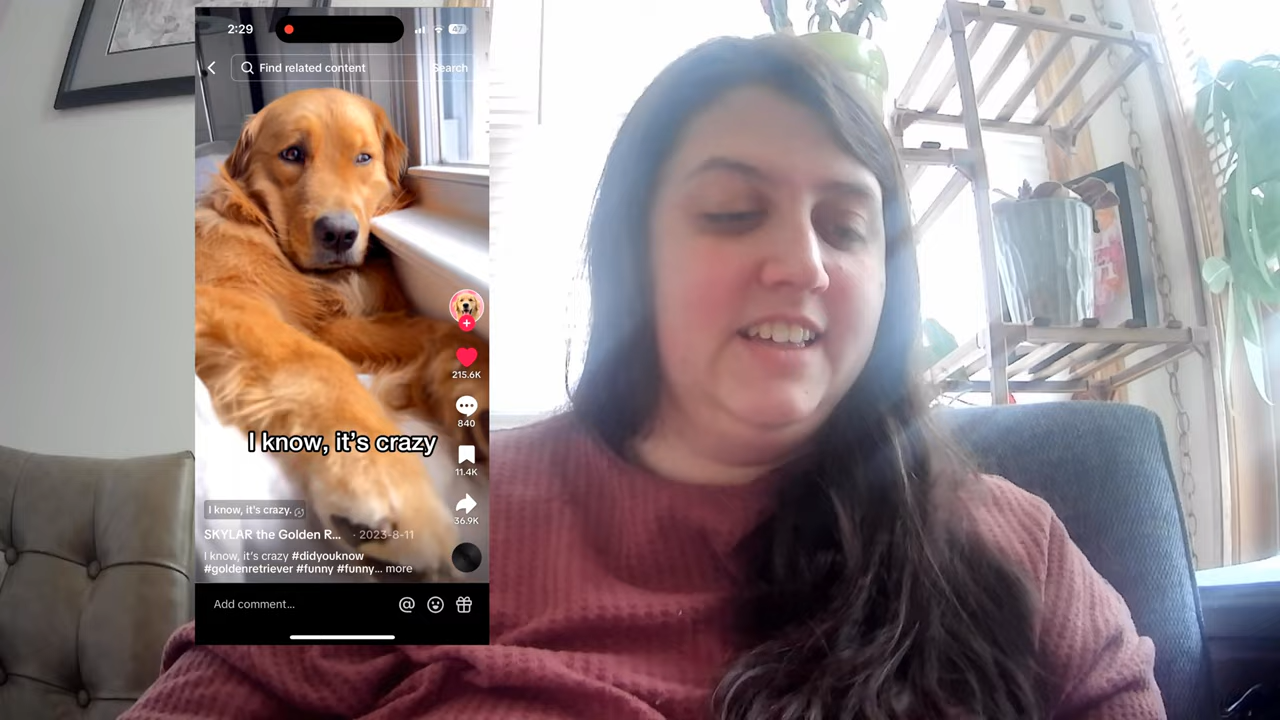 2:29
47
Find related content
Search
215.6K
840
I know, it's crazy
11.4K
I know, it's crazy.
36.9K
SKYLAR the Golden R... · 2023-8-11
I know, it's crazy #didyouknow
#goldenretriever #funny #funny... more
Add comment...